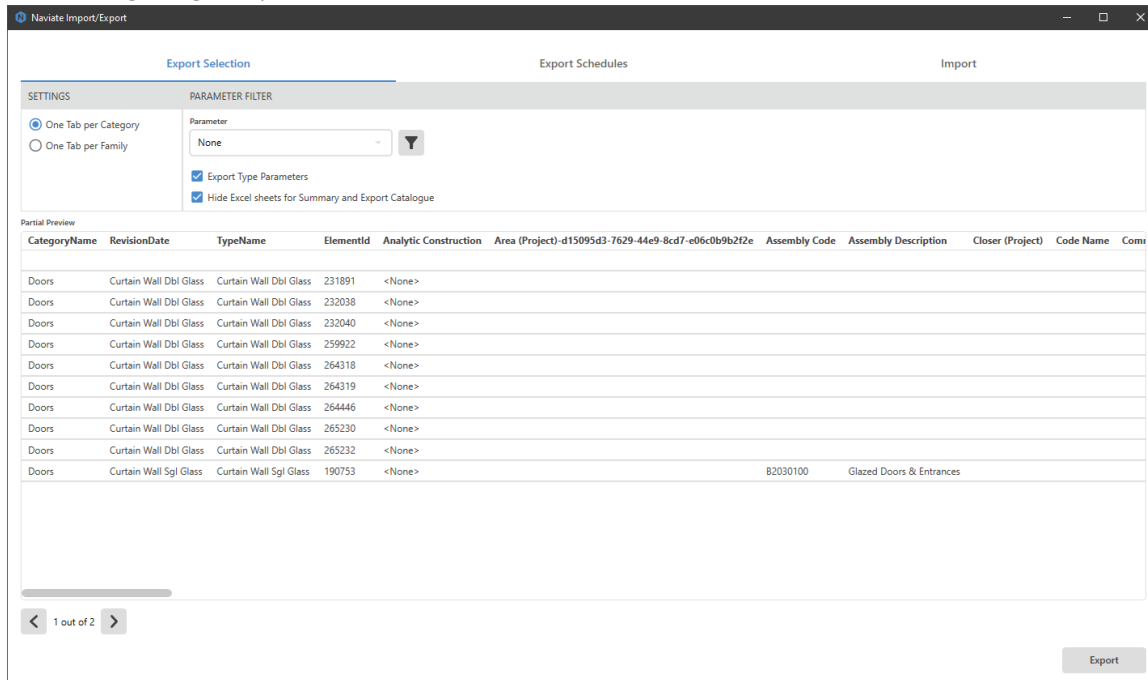 Naviate Import/Export
Export Selection Export Schedules Import
SETTINGS PARAMETER FILTER
One Tab per Category
One Tab per Family
Parameter
None
Export Type Parameters
Hide Excel sheets for Summary and Export Catalogue
Partial Preview
CategoryName RevisionDate TypeName ElementId Analytic Construction Area (Project)-d15095d3-7629-44e9-8cd7-e06c0b9b2f2e Assembly Code Assembly Description Closer (Project) Code Name
Doors Curtain Wall Dbl Glass Curtain Wall Dbl Glass 231891 <None>
Doors Curtain Wall Dbl Glass Curtain Wall Dbl Glass 232038 <None>
Doors Curtain Wall Dbl Glass Curtain Wall Dbl Glass 232040 <None>
Doors Curtain Wall Dbl Glass Curtain Wall Dbl Glass 259922 <None>
Doors Curtain Wall Dbl Glass Curtain Wall Dbl Glass 264318 <None>
Doors Curtain Wall Dbl Glass Curtain Wall Dbl Glass 264319 <None>
Doors Curtain Wall Dbl Glass Curtain Wall Dbl Glass 264446 <None>
Doors Curtain Wall Dbl Glass Curtain Wall Dbl Glass 265230 <None>
Doors Curtain Wall Dbl Glass Curtain Wall Dbl Glass 265232 <None>
Doors Curtain Wall Sgl Glass Curtain Wall Sgl Glass 190753 <None> B2030100 Glazed Doors & Entrances
1 out of 2
Export